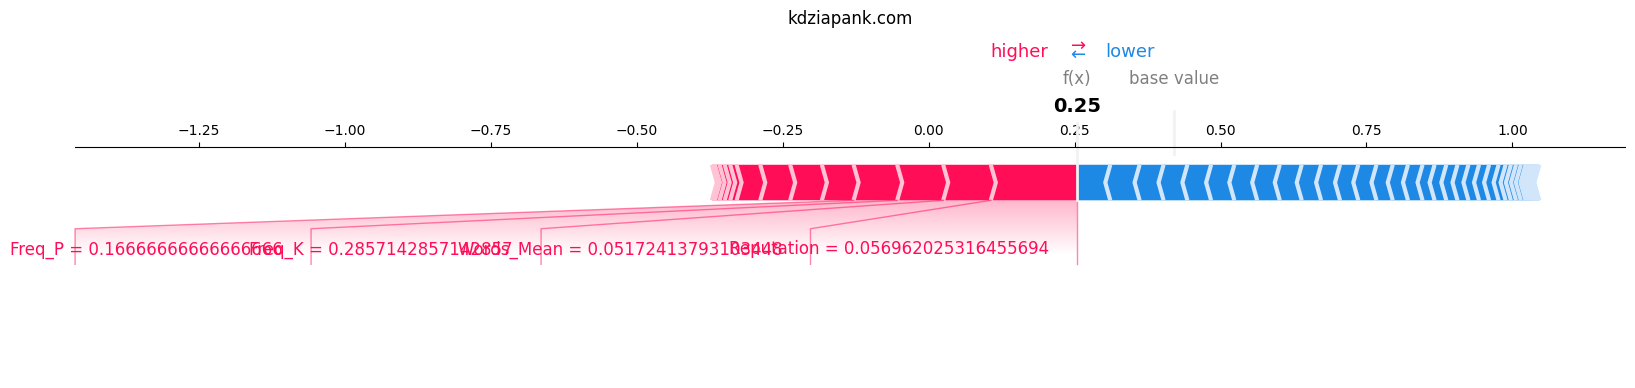 kdziapank.com
higher ⇄ lower
f(x) base value
0.25
−1.25 −1.00 −0.75 −0.50 −0.25 0.00 0.25 0.50 0.75 1.00
Freq_P = 0.16666666666666666 Freq_K = 0.2857142857142857 Words_Mean = 0.05172413793103448 Reputation = 0.056962025316455694